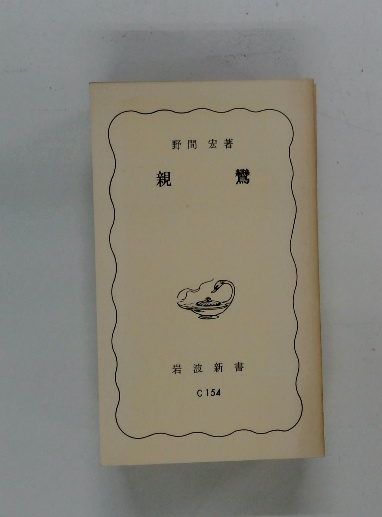 野間 宏著
親 鸞
岩波新書
C154